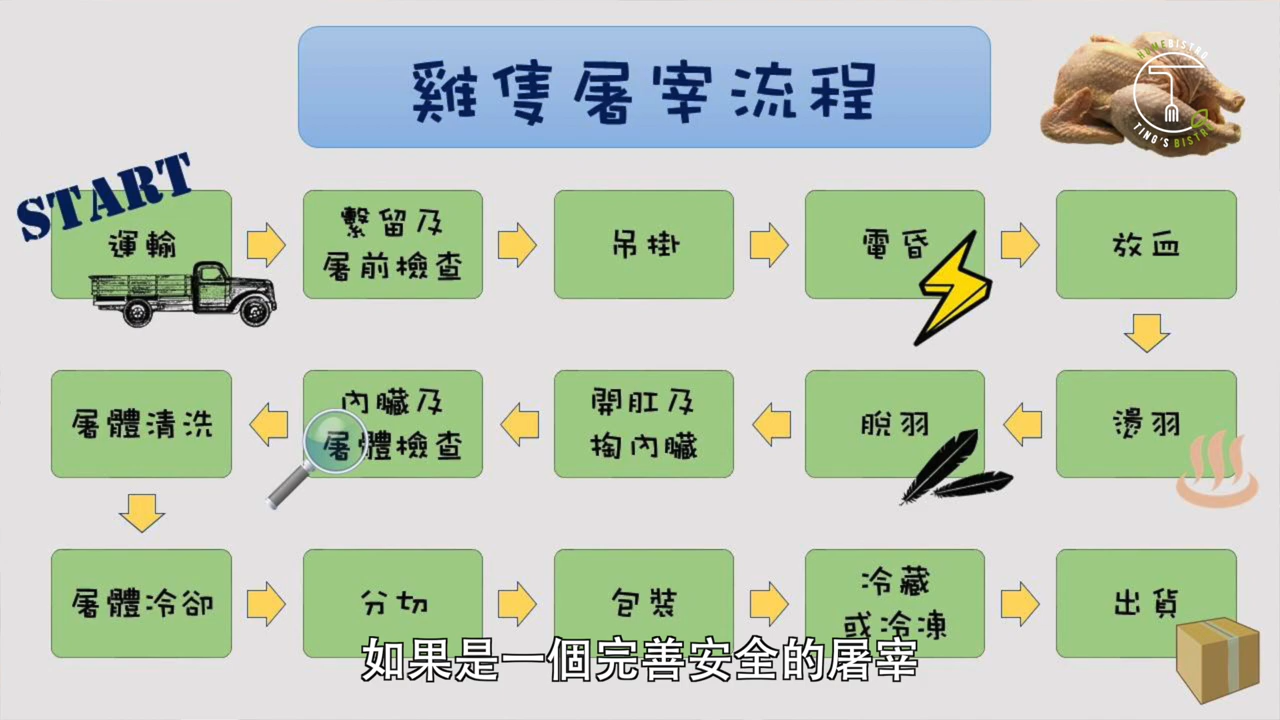 雞隻屠宰流程
HOMEBISTRO
TING'S BISTRO
START
運輸
繫留及
屠前檢查
吊掛
電昏
放血
燙羽
脫羽
開肛及
掏內臟
內臟及
屠體檢查
屠體清洗
屠體冷卻
分切
包裝
冷藏
或冷凍
出貨
如果是一個完善安全的屠宰